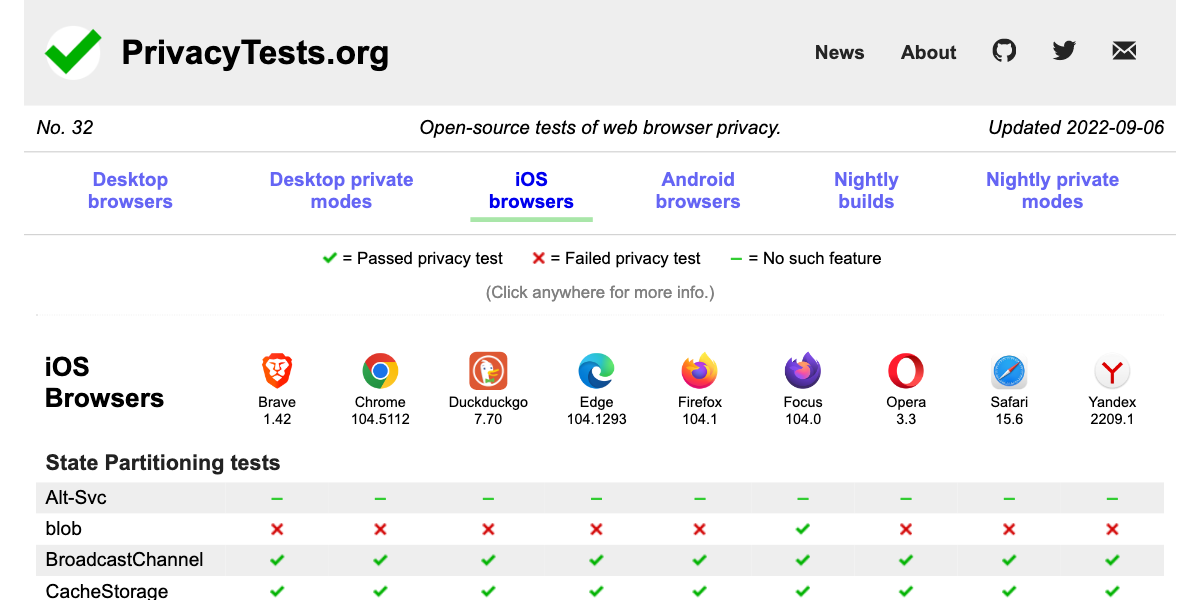 PrivacyTests.org
News About
No. 32 Open-source tests of web browser privacy. Updated 2022-09-06
Desktop browsers Desktop private modes iOS browsers Android browsers Nightly builds Nightly private modes
✔ = Passed privacy test ✖ = Failed privacy test – = No such feature
(Click anywhere for more info.)
iOS Browsers
Brave 1.42
Chrome 104.5112
Duckduckgo 7.70
Edge 104.1293
Firefox 104.1
Focus 104.0
Opera 3.3
Safari 15.6
Yandex 2209.1
State Partitioning tests
Alt-Svc – – – – – – – – –
blob ✖ ✖ ✖ ✖ ✖ ✔ ✖ ✖ ✖
BroadcastChannel ✔ ✔ ✔ ✔ ✔ ✔ ✔ ✔ ✔
CacheStorage ✔ ✔ ✔ ✔ ✔ ✔ ✔ ✔ ✔